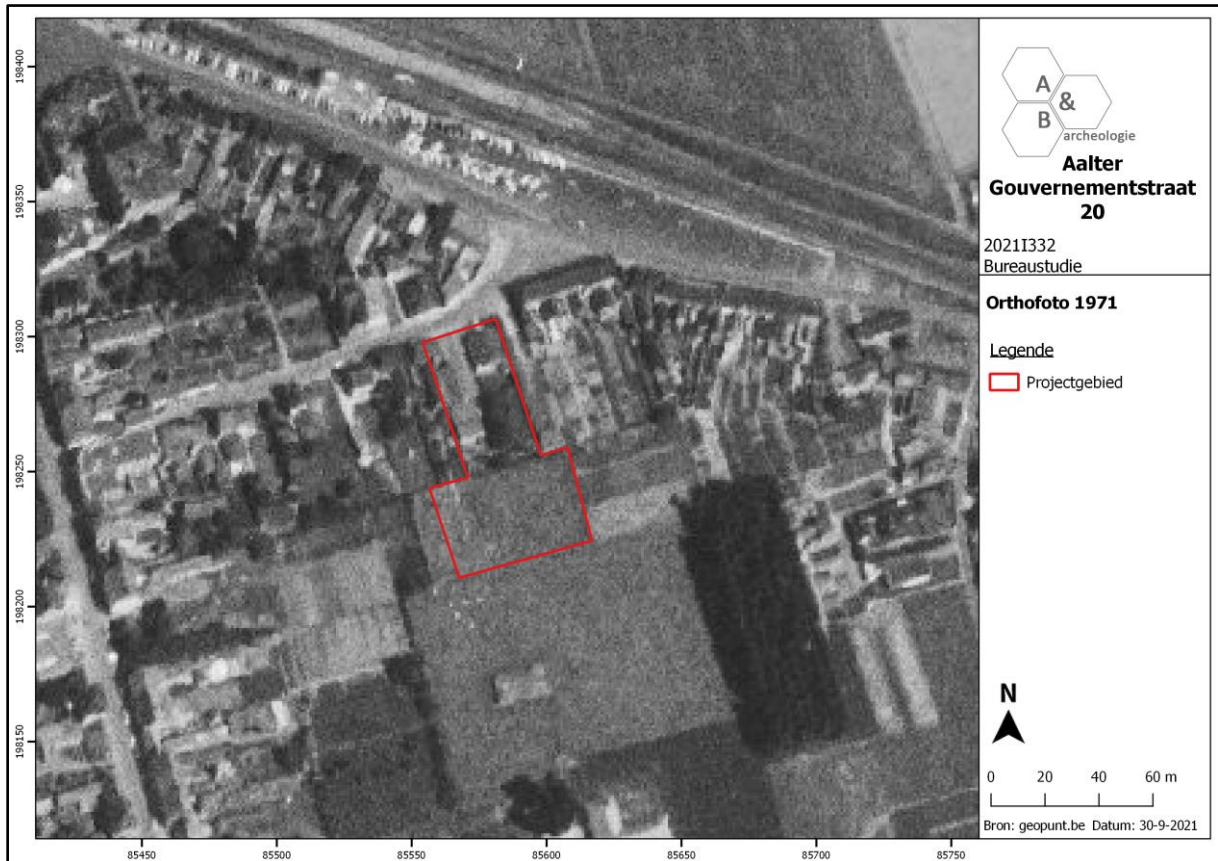 A
&
B
archeologie
Aalter
Gouvernementstraat
20
2021I332
Bureaustudie
Orthofoto 1971
Legende
Projectgebied
N
0 20 40 60 m
Bron: geopunt.be Datum: 30-9-2021
198400
198350
198300
198250
198200
198150
85450 85500 85550 85600 85650 85700 85750